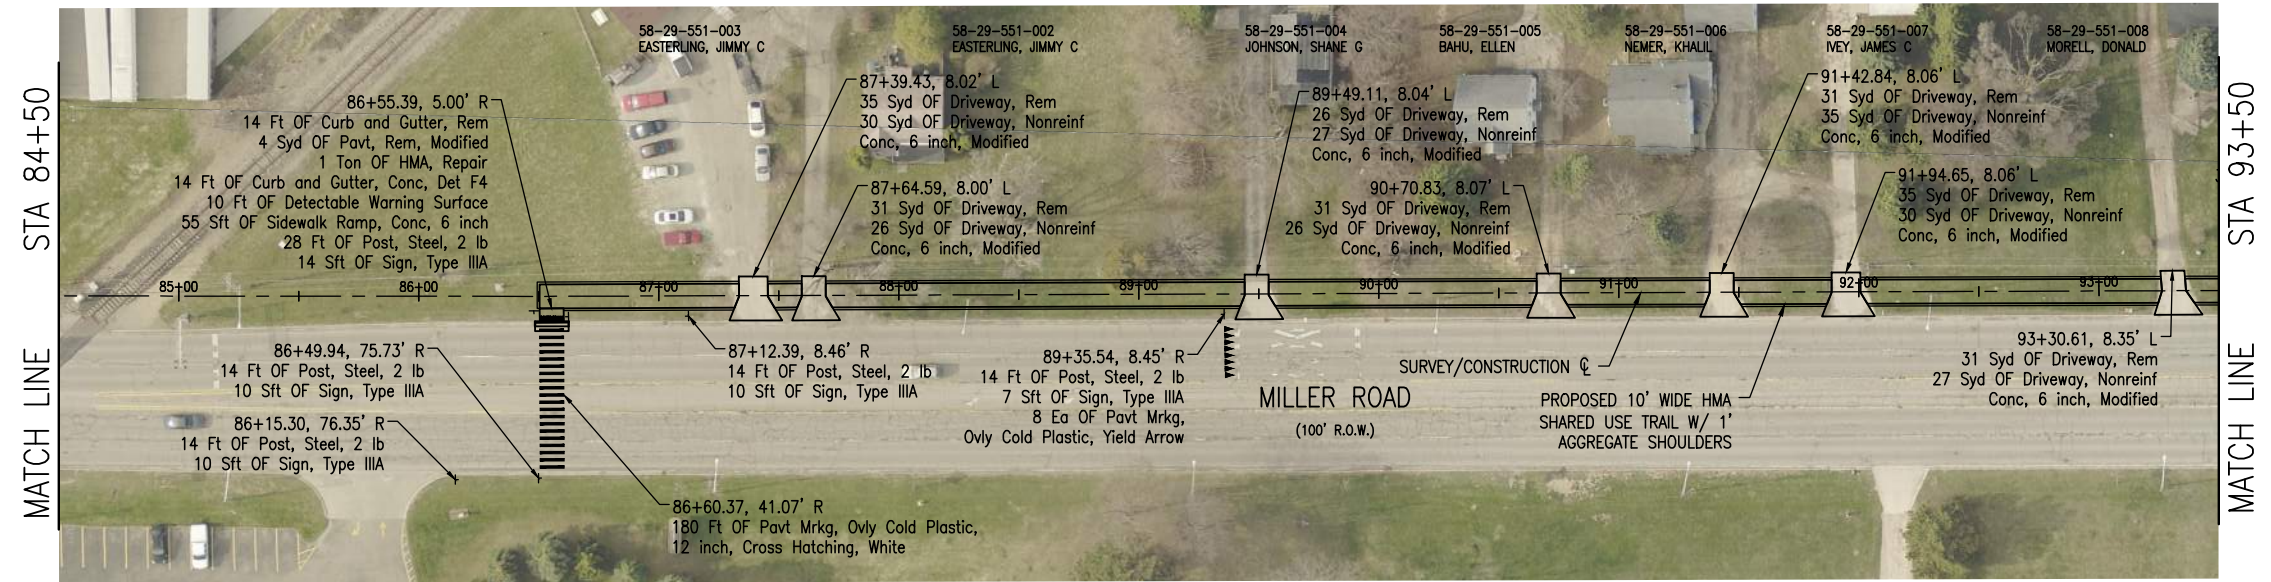 58-29-551-003
EASTERLING, JIMMY C
58-29-551-002
EASTERLING, JIMMY C
58-29-551-004
JOHNSON, SHANE G
58-29-551-005
BAHU, ELLEN
58-29-551-006
NEMER, KHALIL
58-29-551-007
IVEY, JAMES C
58-29-551-008
MORELL, DONALD
MATCH LINE STA 84+50
86+55.39, 5.00' R
14 Ft OF Curb and Gutter, Rem
4 Syd OF Pavt, Rem, Modified
1 Ton OF HMA, Repair
14 Ft OF Curb and Gutter, Conc, Det F4
10 Ft OF Detectable Warning Surface
55 Sft OF Sidewalk Ramp, Conc, 6 inch
28 Ft OF Post, Steel, 2 lb
14 Sft OF Sign, Type IIIA
87+39.43, 8.02' L
35 Syd OF Driveway, Rem
30 Syd OF Driveway, Nonreinf
Conc, 6 inch, Modified
87+64.59, 8.00' L
31 Syd OF Driveway, Rem
26 Syd OF Driveway, Nonreinf
Conc, 6 inch, Modified
89+49.11, 8.04' L
26 Syd OF Driveway, Rem
27 Syd OF Driveway, Nonreinf
Conc, 6 inch, Modified
90+70.83, 8.07' L
31 Syd OF Driveway, Rem
26 Syd OF Driveway, Nonreinf
Conc, 6 inch, Modified
91+42.84, 8.06' L
31 Syd OF Driveway, Rem
35 Syd OF Driveway, Nonreinf
Conc, 6 inch, Modified
91+94.65, 8.06' L
35 Syd OF Driveway, Rem
30 Syd OF Driveway, Nonreinf
Conc, 6 inch, Modified
MATCH LINE STA 93+50
85+00
86+00
87+00
88+00
89+00
90+00
91+00
92+00
93+00
86+49.94, 75.73' R
14 Ft OF Post, Steel, 2 lb
10 Sft OF Sign, Type IIIA
86+15.30, 76.35' R
14 Ft OF Post, Steel, 2 lb
10 Sft OF Sign, Type IIIA
87+12.39, 8.46' R
14 Ft OF Post, Steel, 2 lb
10 Sft OF Sign, Type IIIA
89+35.54, 8.45' R
14 Ft OF Post, Steel, 2 lb
7 Sft OF Sign, Type IIIA
8 Ea OF Pavt Mrkg,
Ovly Cold Plastic, Yield Arrow
MILLER ROAD
(100' R.O.W.)
SURVEY/CONSTRUCTION ℄
PROPOSED 10' WIDE HMA
SHARED USE TRAIL W/ 1'
AGGREGATE SHOULDERS
93+30.61, 8.35' L
31 Syd OF Driveway, Rem
27 Syd OF Driveway, Nonreinf
Conc, 6 inch, Modified
86+60.37, 41.07' R
180 Ft OF Pavt Mrkg, Ovly Cold Plastic,
12 inch, Cross Hatching, White